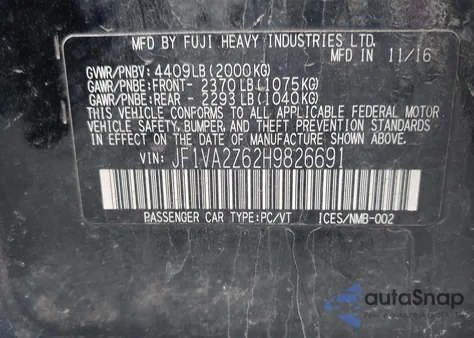 MFD BY FUJI HEAVY INDUSTRIES LTD.
MFD IN 11/16
GVWR/PNBV: 4409LB(2000KG)
GAWR/PNBE:FRONT- 2370LB(1075KG)
GAWR/PNBE:REAR - 2293LB(1040KG)
THIS VEHICLE CONFORMS TO ALL APPLICABLE FEDERAL MOTOR
VEHICLE SAFETY, BUMPER, AND THEFT PREVENTION STANDARDS
IN EFFECT ON THE DATE OF MANUFACTURE SHOWN ABOVE.
VIN: JF1VA2Z62H9826691
PASSENGER CAR TYPE:PC/VT ICES/NMB-002
autaSnap